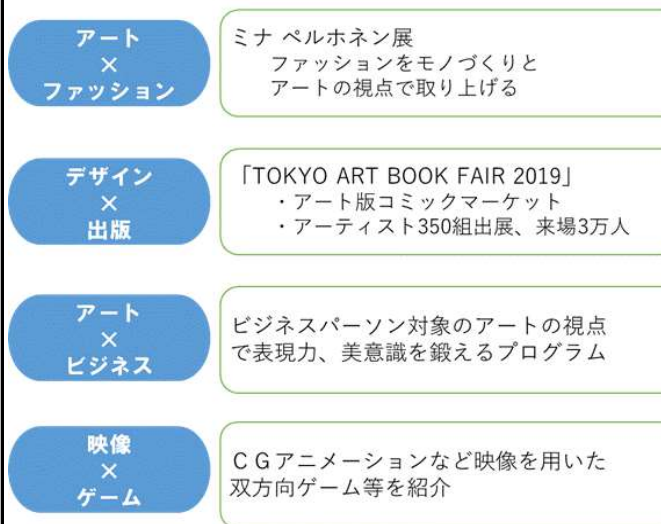 アート
×
ファッション
ミナ ペルホネン展
ファッションをモノづくりと
アートの視点で取り上げる
デザイン
×
出版
「TOKYO ART BOOK FAIR 2019」
・アート版コミックマーケット
・アーティスト350組出展、来場3万人
アート
×
ビジネス
ビジネスパーソン対象のアートの視点
で表現力、美意識を鍛えるプログラム
映像
×
ゲーム
ＣＧアニメーションなど映像を用いた
双方向ゲーム等を紹介